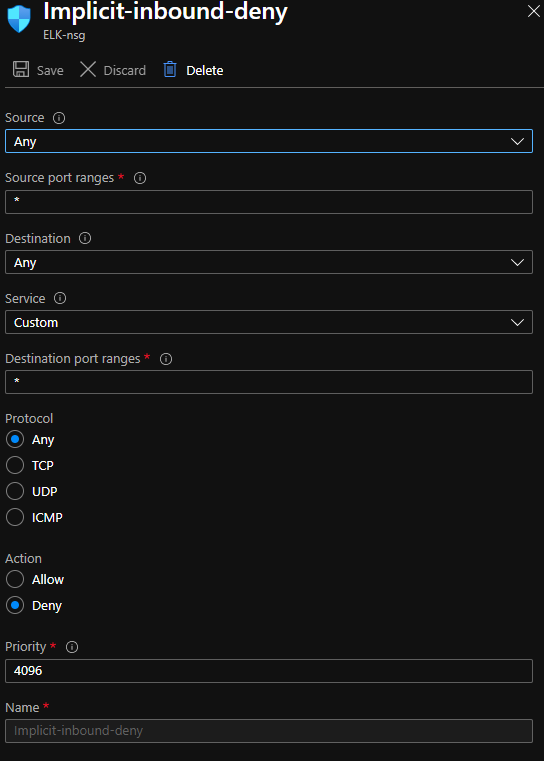 Implicit-inbound-deny
ELK-nsg
Save Discard Delete
Source
Any
Source port ranges *
*
Destination
Any
Service
Custom
Destination port ranges *
*
Protocol
Any
TCP
UDP
ICMP
Action
Allow
Deny
Priority *
4096
Name *
Implicit-inbound-deny